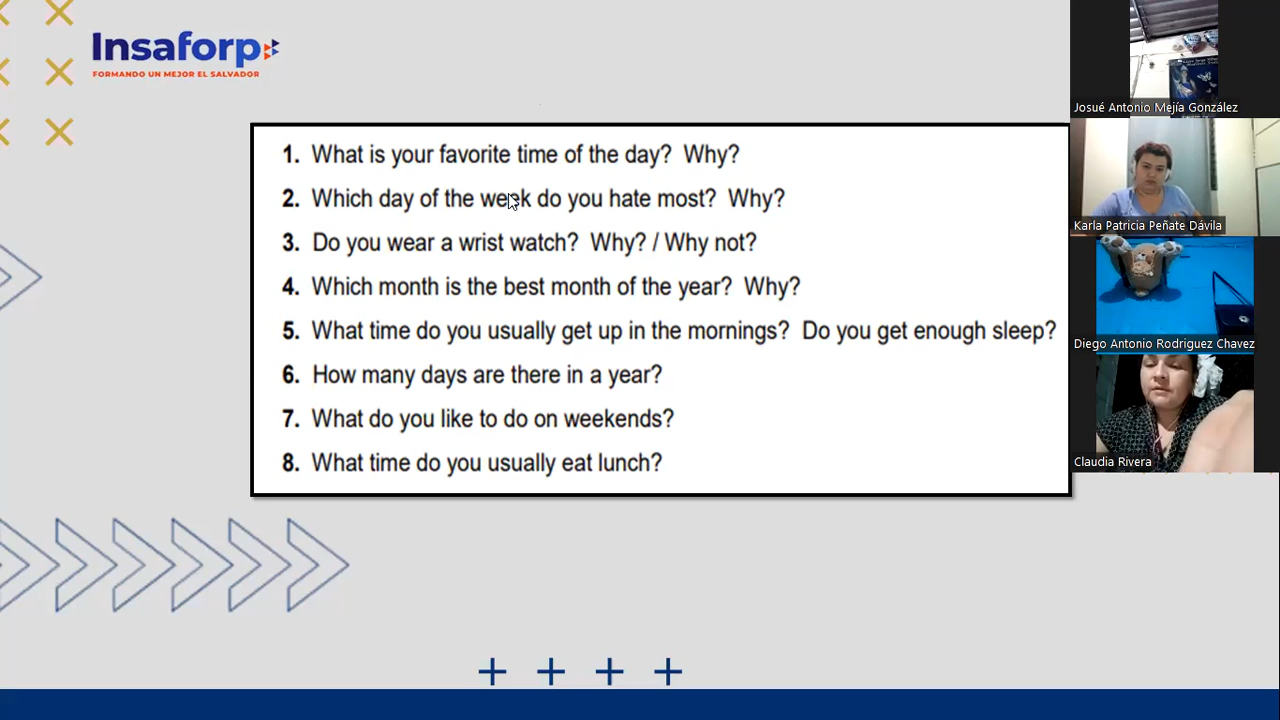 Insaforp
FORMANDO UN MEJOR EL SALVADOR
1. What is your favorite time of the day? Why?
2. Which day of the week do you hate most? Why?
3. Do you wear a wrist watch? Why? / Why not?
4. Which month is the best month of the year? Why?
5. What time do you usually get up in the mornings? Do you get enough sleep?
6. How many days are there in a year?
7. What do you like to do on weekends?
8. What time do you usually eat lunch?
Josué Antonio Mejía González
Karla Patricia Peñate Dávila
Diego Antonio Rodriguez Chavez
Claudia Rivera